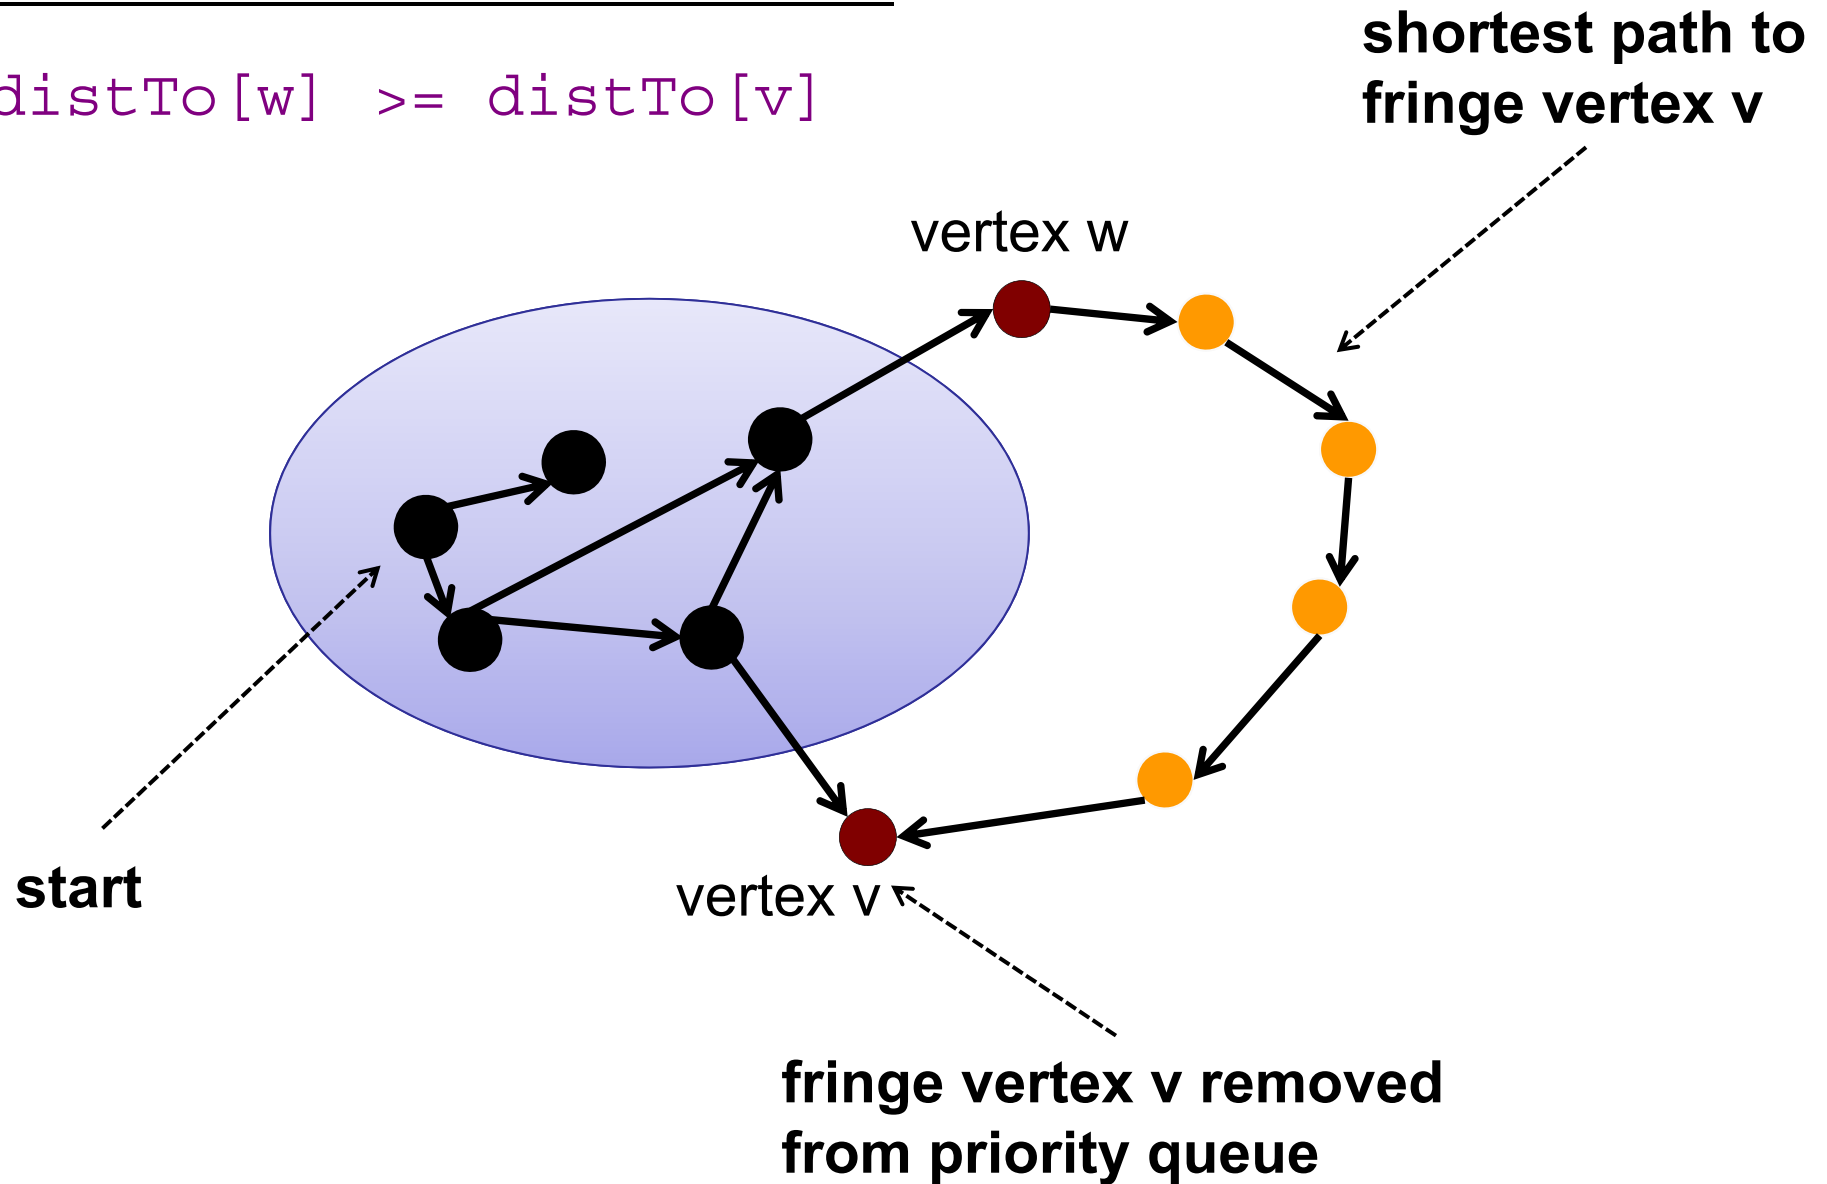 shortest path to
fringe vertex v
distTo[w] >= distTo[v]
vertex w
start
vertex v
fringe vertex v removed
from priority queue